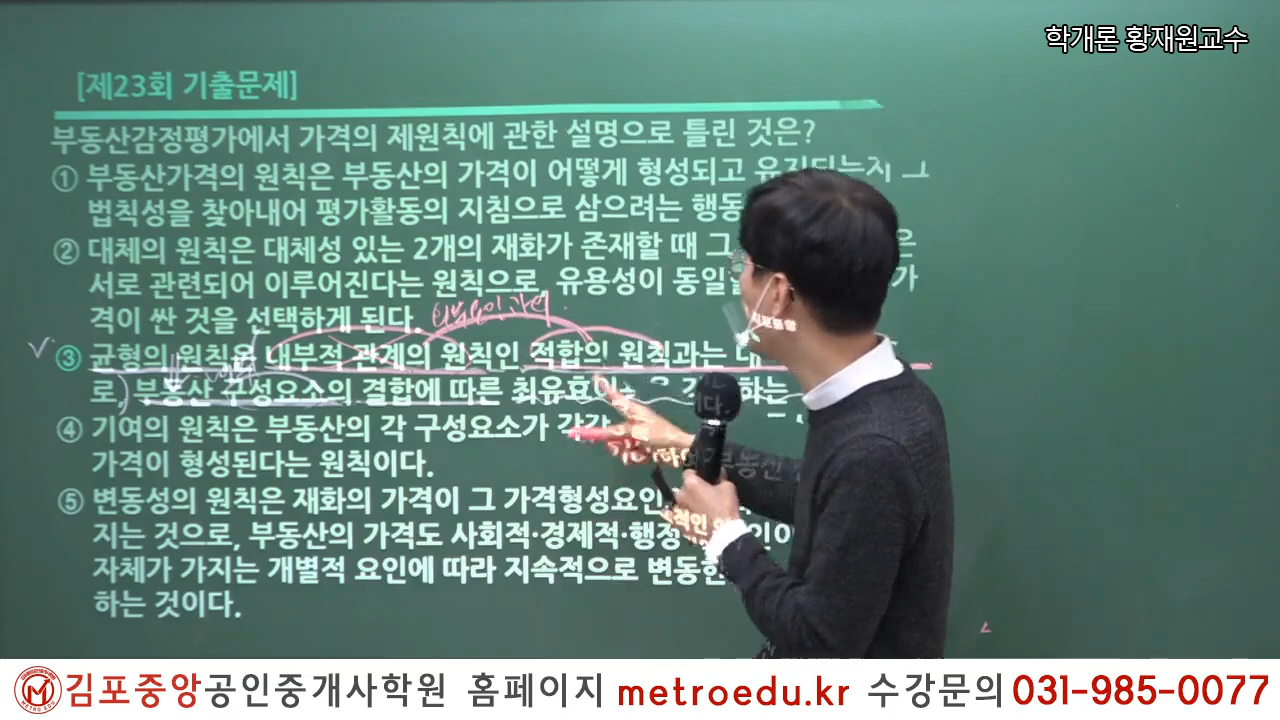 학개론 황재원교수
[제23회 기출문제]
부동산감정평가에서 가격의 제원칙에 관한 설명으로 틀린 것은?
① 부동산가격의 원칙은 부동산의 가격이 어떻게 형성되고 유지되는지 그
법칙성을 찾아내어 평가활동의 지침으로 삼으려는 행동
② 대체의 원칙은 대체성 있는 2개의 재화가 존재할 때 그 은
서로 관련되어 이루어진다는 원칙으로, 유용성이 동일 가
격이 싼 것을 선택하게 된다.
외부요인과의
③ 균형의 원칙은 내부적 관계의 원칙인 적합의 원칙과는 대
로, 부동산 구성요소의 결합에 따른 최유효이용을 강 하는
④ 기여의 원칙은 부동산의 각 구성요소가 각각
가격이 형성된다는 원칙이다.
⑤ 변동성의 원칙은 재화의 가격이 그 가격형성요인
지는 것으로, 부동산의 가격도 사회적·경제적·행정
자체가 가지는 개별적 요인에 따라 지속적으로 변동한
하는 것이다.
METRO EDU
김포중앙공인중개사학원 홈페이지 metroedu.kr 수강문의 031-985-0077